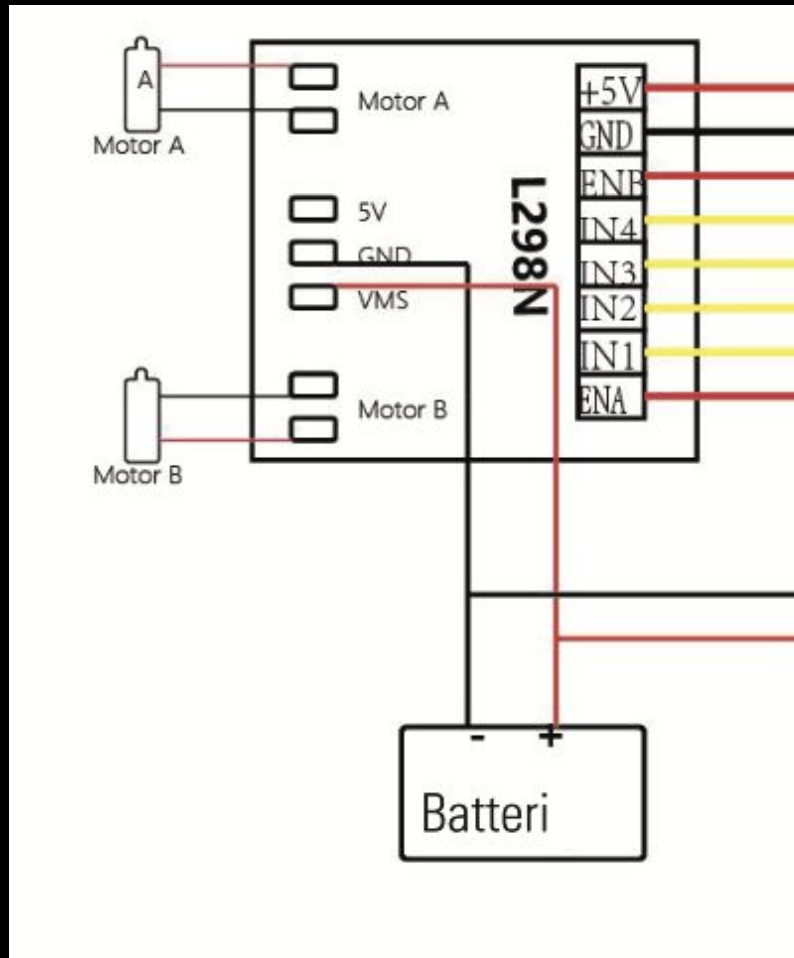 A
Motor A
Motor A
5V
GND
VMS
Motor B
Motor B
L298N
+5V
GND
ENB
IN4
IN3
IN2
IN1
ENA
- +
Batteri